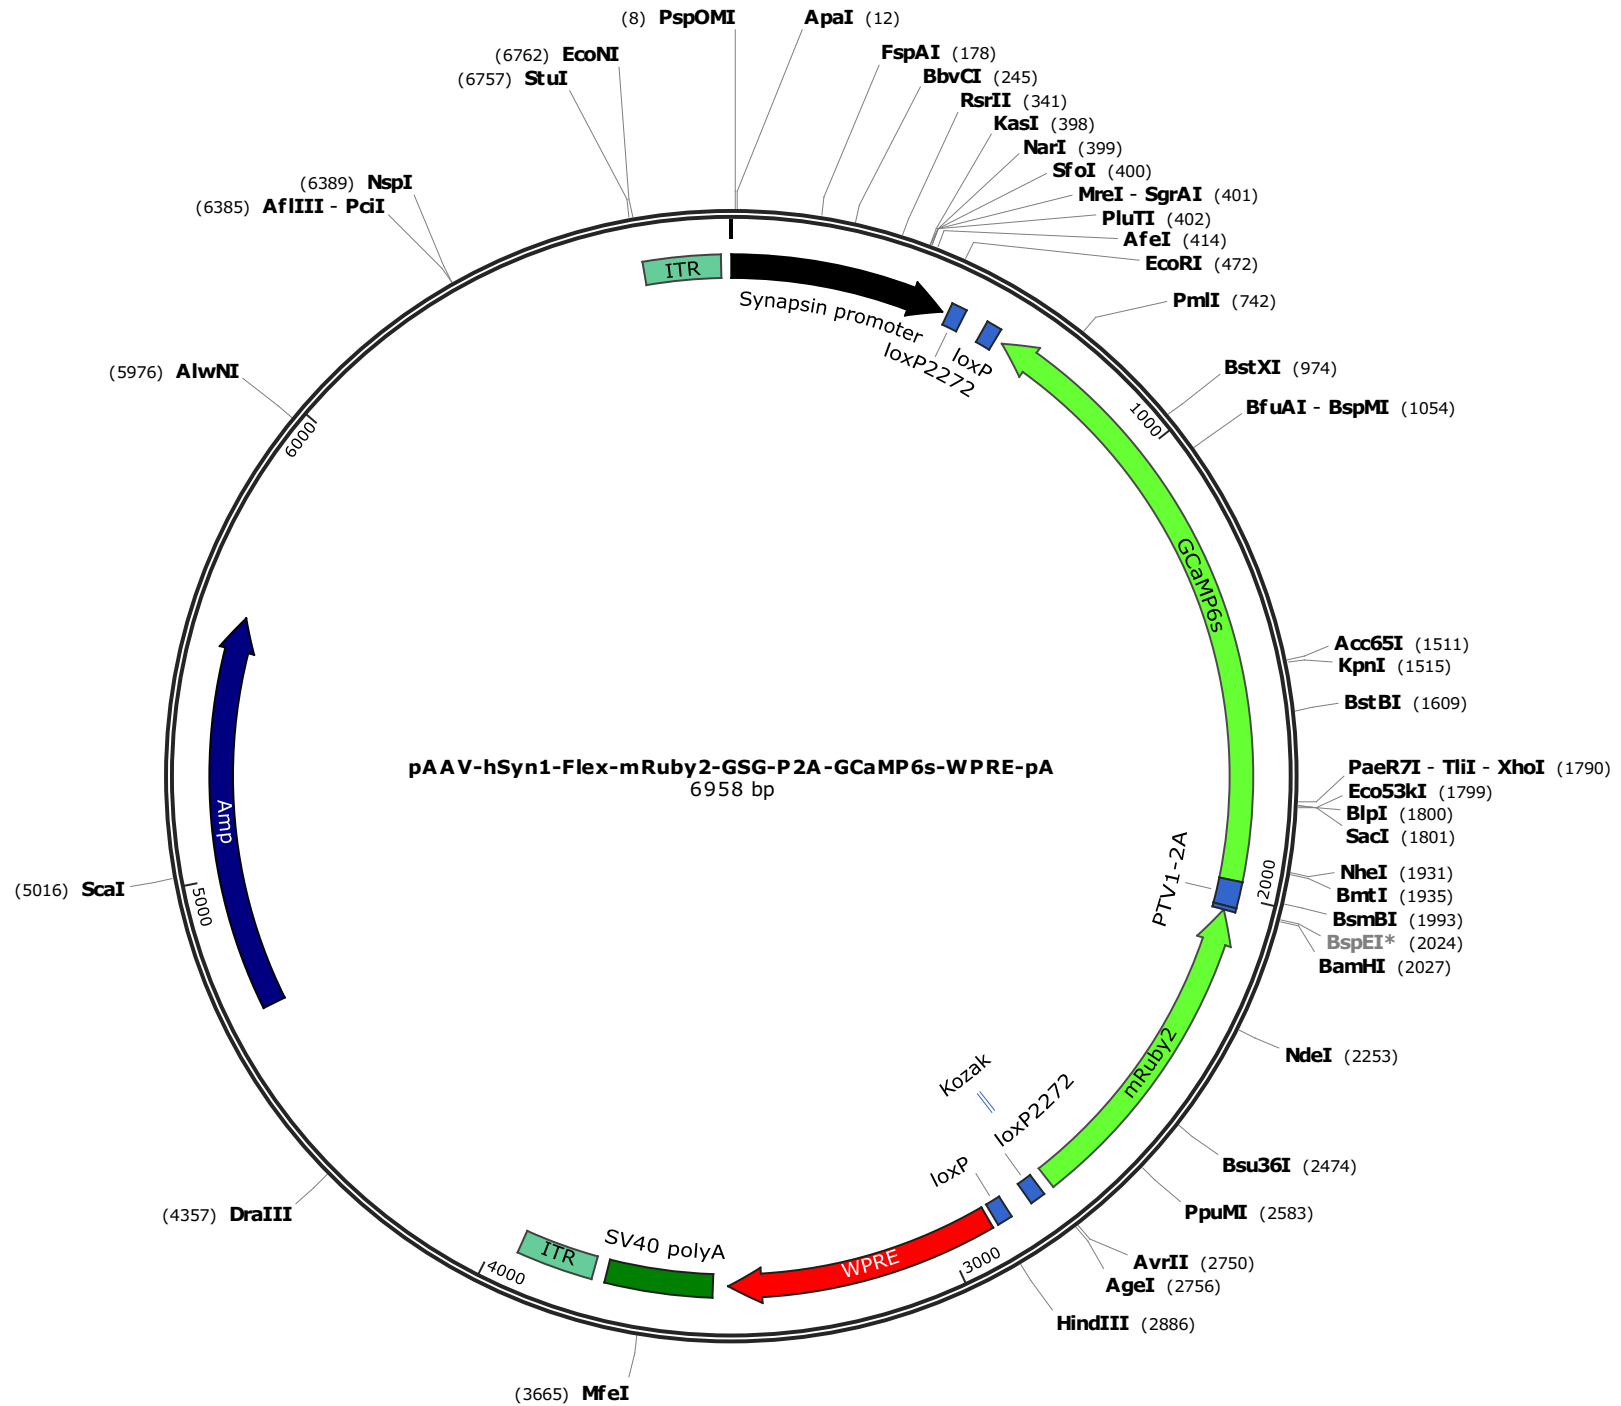 (8) PspOMI
ApaI (12)
(6762) EcoNI
(6757) StuI
FspAI (178)
BbvCI (245)
RsrII (341)
KasI (398)
NarI (399)
SfoI (400)
MreI - SgrAI (401)
PluTI (402)
AfeI (414)
EcoRI (472)
(6389) NspI
(6385) AflIII - PciI
PmlI (742)
BstXI (974)
BfuAI - BspMI (1054)
(5976) AlwNI
ITR
Synapsin promoter
loxP2272
loxP
1000
6000
GCaMP6s
Acc65I (1511)
KpnI (1515)
BstBI (1609)
pAAV-hSyn1-Flex-mRuby2-GSG-P2A-GCaMP6s-WPRE-pA
6958 bp
PaeR7I - TliI - XhoI (1790)
Eco53kI (1799)
BlpI (1800)
SacI (1801)
Amp
PTV1-2A
2000
NheI (1931)
BmtI (1935)
BsmBI (1993)
BspEI* (2024)
BamHI (2027)
(5016) ScaI
5000
NdeI (2253)
mRuby2
Kozak
loxP2272
loxP
Bsu36I (2474)
PpuMI (2583)
(4357) DraIII
AvrII (2750)
AgeI (2756)
HindIII (2886)
3000
WPRE
SV40 polyA
ITR
4000
(3665) MfeI